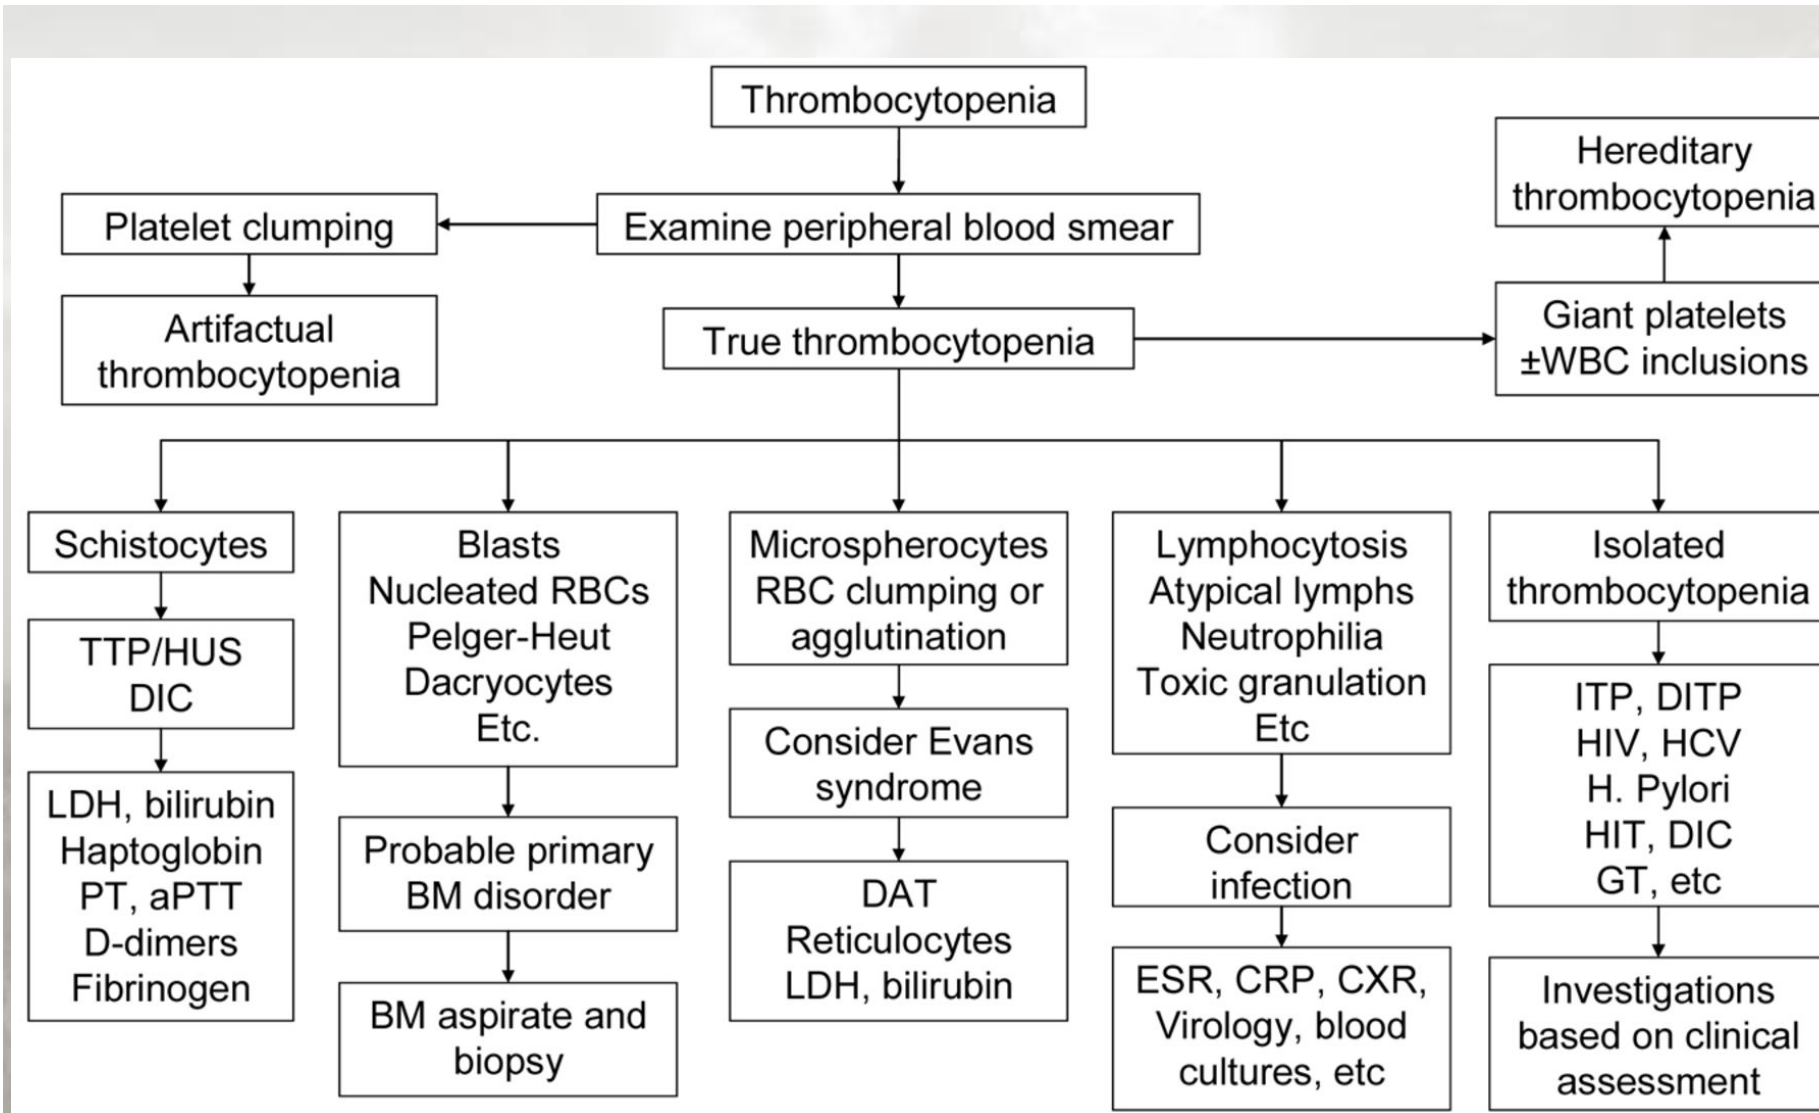 Thrombocytopenia
Hereditary
thrombocytopenia
Platelet clumping
Examine peripheral blood smear
Artifactual
thrombocytopenia
True thrombocytopenia
Giant platelets
±WBC inclusions
Schistocytes
TTP/HUS
DIC
LDH, bilirubin
Haptoglobin
PT, aPTT
D-dimers
Fibrinogen
Blasts
Nucleated RBCs
Pelger-Heut
Dacryocytes
Etc.
Probable primary
BM disorder
BM aspirate and
biopsy
Microspherocytes
RBC clumping or
agglutination
Consider Evans
syndrome
DAT
Reticulocytes
LDH, bilirubin
Lymphocytosis
Atypical lymphs
Neutrophilia
Toxic granulation
Etc
Consider
infection
ESR, CRP, CXR,
Virology, blood
cultures, etc
Isolated
thrombocytopenia
ITP, DITP
HIV, HCV
H. Pylori
HIT, DIC
GT, etc
Investigations
based on clinical
assessment